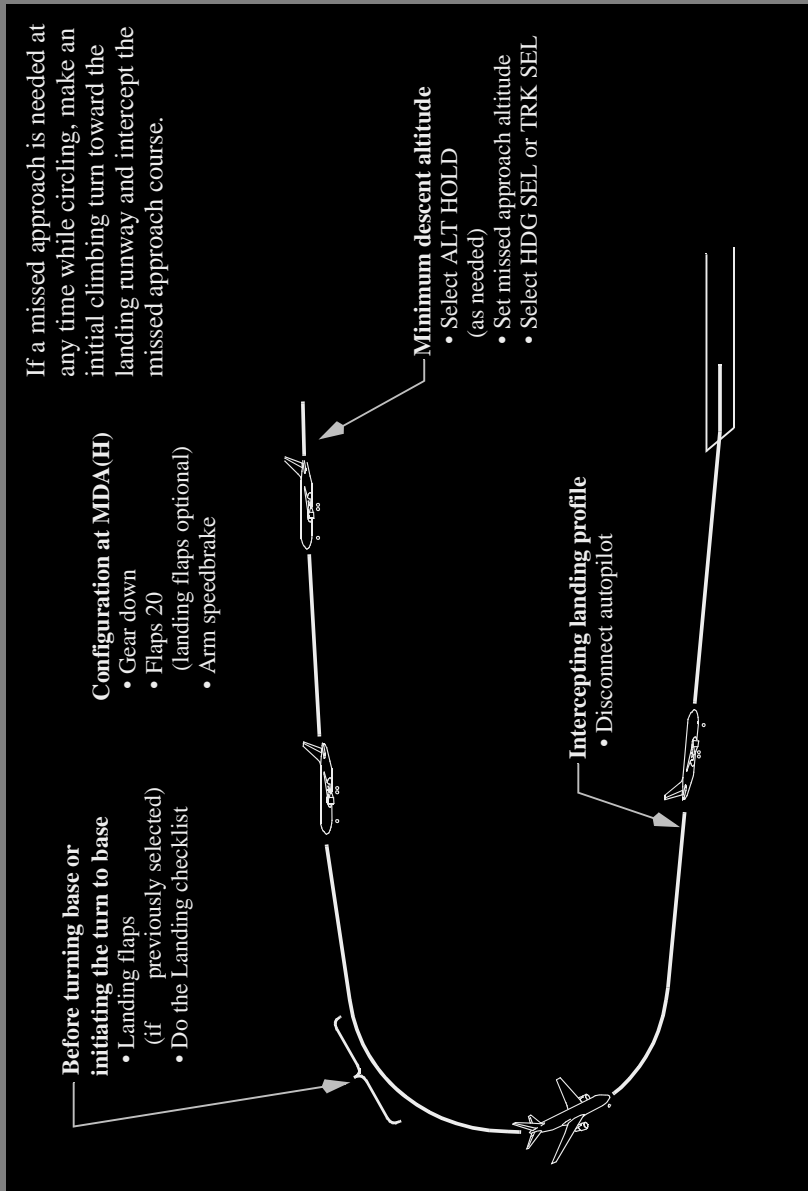 If a missed approach is needed at
any time while circling, make an
initial climbing turn toward the
landing runway and intercept the
missed approach course.
Configuration at MDA(H)
• Gear down
• Flaps 20
(landing flaps optional)
• Arm speedbrake
Before turning base or
initiating the turn to base
• Landing flaps
(if previously selected)
• Do the Landing checklist
Minimum descent altitude
• Select ALT HOLD
(as needed)
• Set missed approach altitude
• Select HDG SEL or TRK SEL
Intercepting landing profile
• Disconnect autopilot